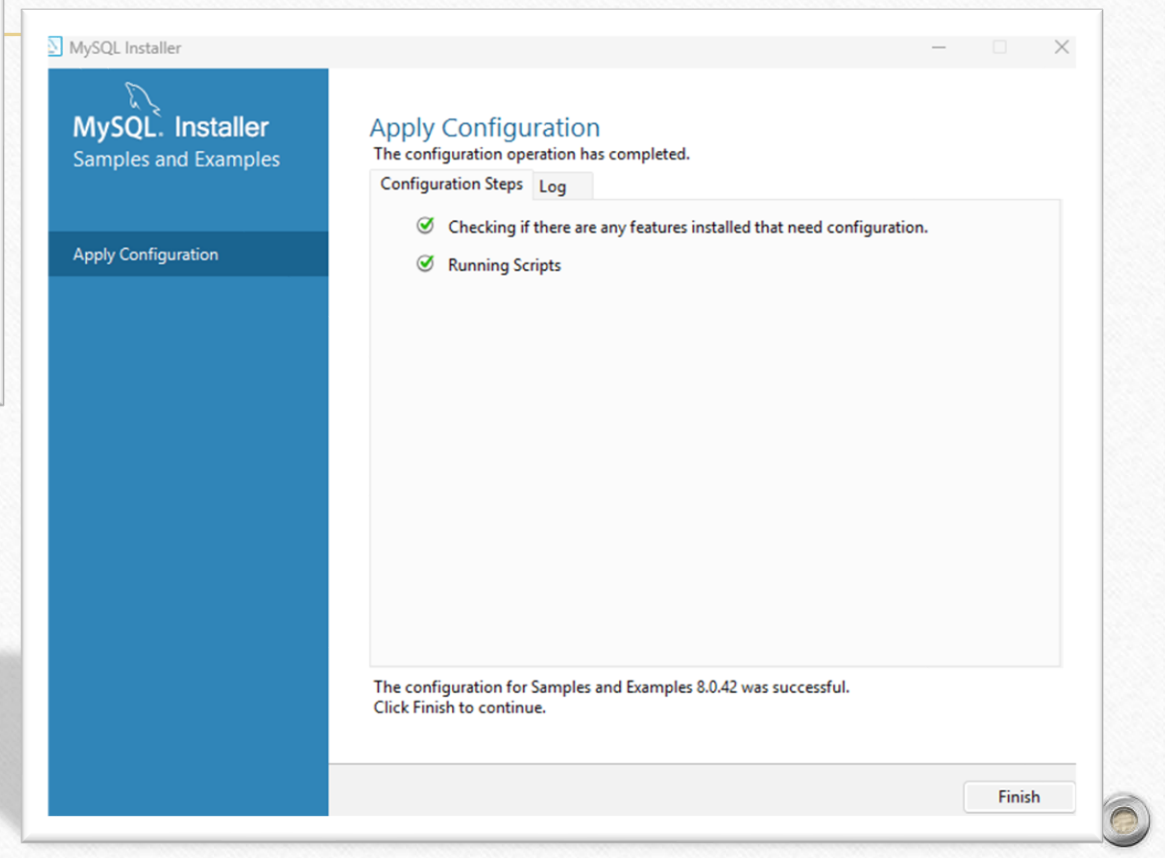 MySQL Installer
MySQL. Installer
Samples and Examples
Apply Configuration
Apply Configuration
The configuration operation has completed.
Configuration Steps
Log
Checking if there are any features installed that need configuration.
Running Scripts
The configuration for Samples and Examples 8.0.42 was successful.
Click Finish to continue.
Finish